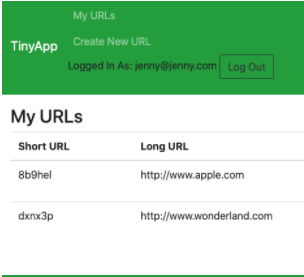 My URLs
TinyApp
Create New URL
Logged In As: jenny@jenny.com Log Out
My URLs
Short URL Long URL
8b9hel http://www.apple.com
dxnx3p http://www.wonderland.com